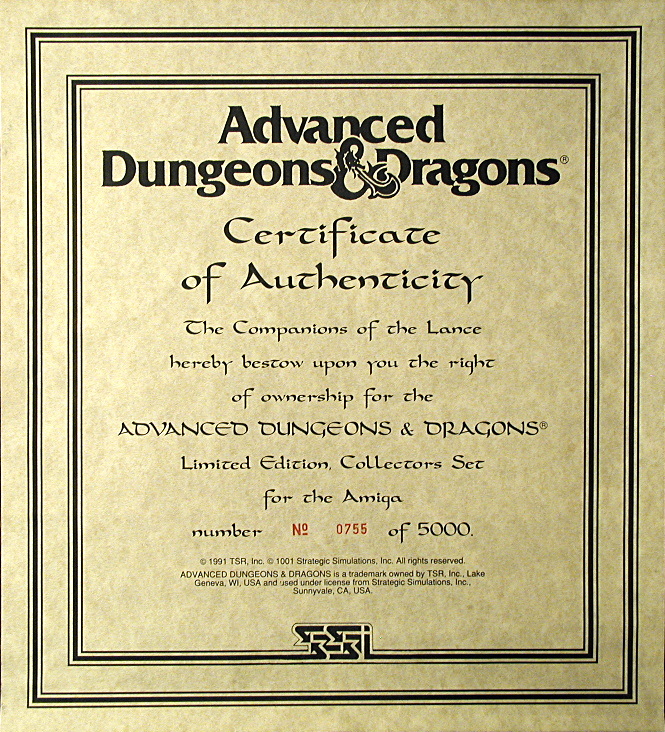 Advanced
Dungeons & Dragons®
Certificate
of Authenticity
The Companions of the Lance
hereby bestow upon you the right
of ownership for the
ADVANCED DUNGEONS & DRAGONS®
Limited Edition, Collectors Set
for the Amiga
number Nº 0755 of 5000.
© 1991 TSR, Inc. © 1001 Strategic Simulations, Inc. All rights reserved.
ADVANCED DUNGEONS & DRAGONS is a trademark owned by TSR, Inc., Lake
Geneva, WI, USA and used under license from Strategic Simulations, Inc.,
Sunnyvale, CA, USA.
SSI